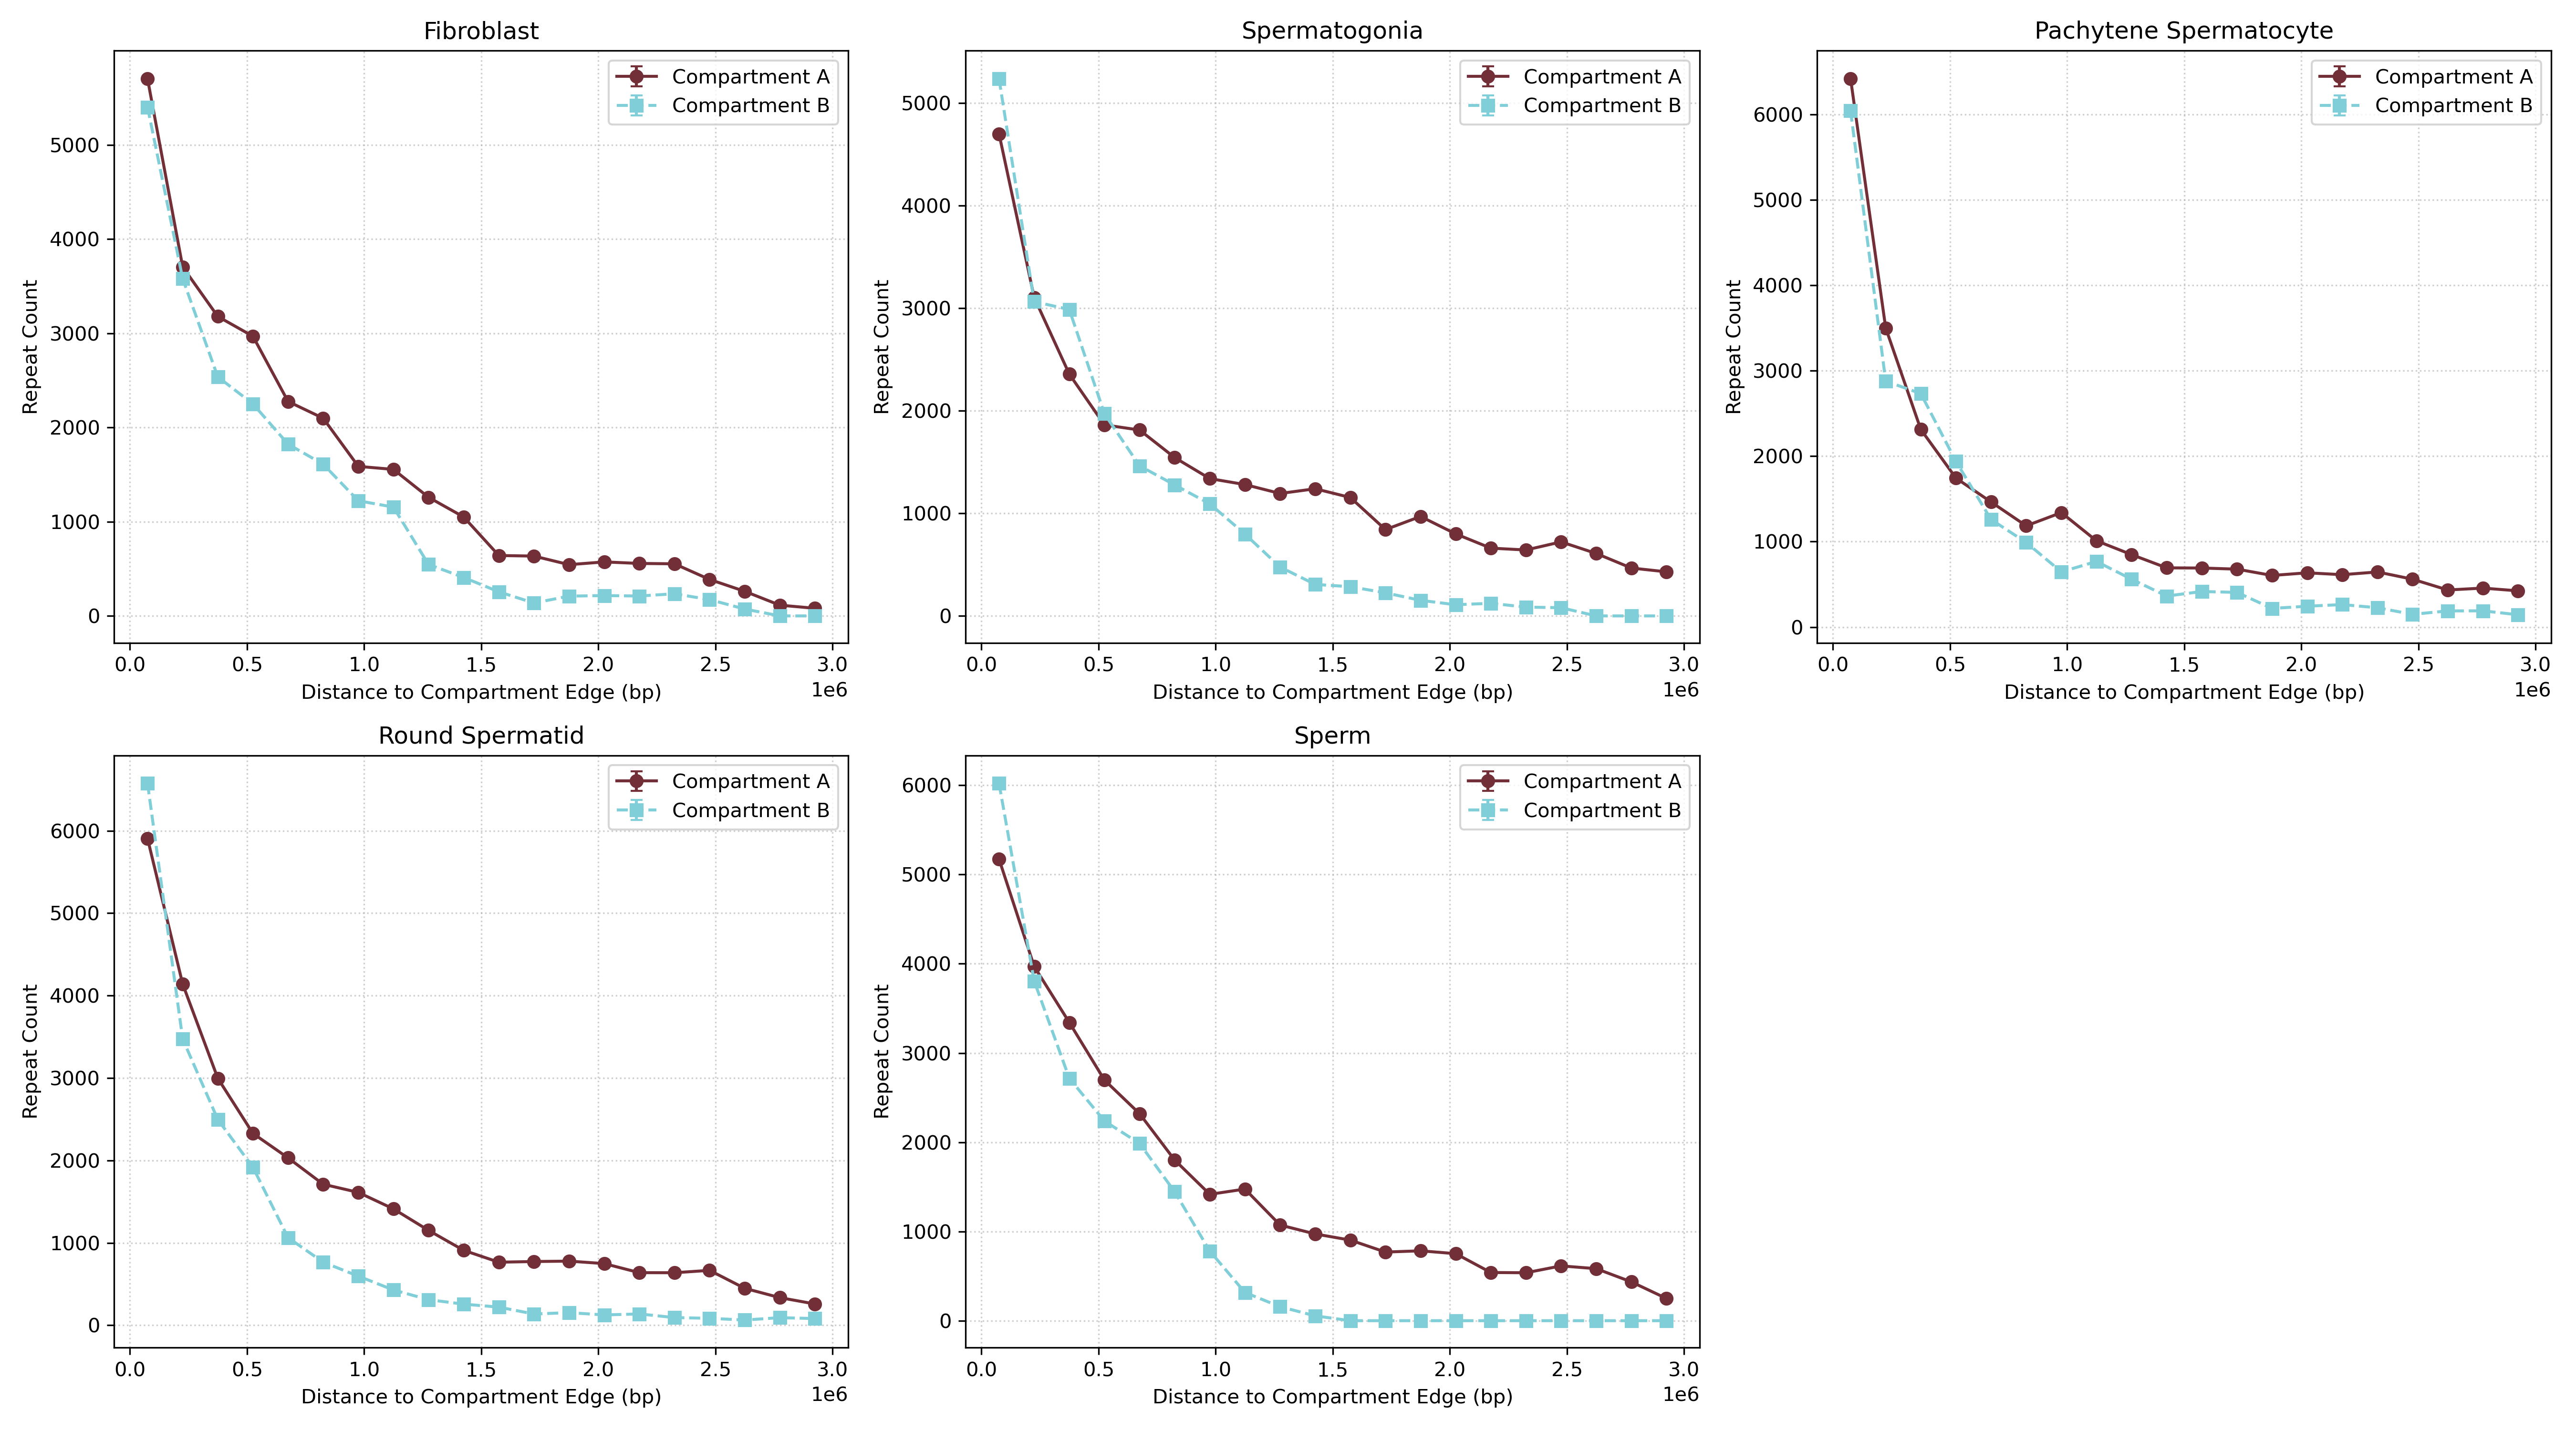 Fibroblast
Repeat Count
5000
4000
3000
2000
1000
0
Compartment A
Compartment B
0.0 0.5 1.0 1.5 2.0 2.5 3.0
1e6
Distance to Compartment Edge (bp)
Spermatogonia
Repeat Count
5000
4000
3000
2000
1000
0
Compartment A
Compartment B
0.0 0.5 1.0 1.5 2.0 2.5 3.0
1e6
Distance to Compartment Edge (bp)
Pachytene Spermatocyte
Repeat Count
6000
5000
4000
3000
2000
1000
0
Compartment A
Compartment B
0.0 0.5 1.0 1.5 2.0 2.5 3.0
1e6
Distance to Compartment Edge (bp)
Round Spermatid
Repeat Count
6000
5000
4000
3000
2000
1000
0
Compartment A
Compartment B
0.0 0.5 1.0 1.5 2.0 2.5 3.0
1e6
Distance to Compartment Edge (bp)
Sperm
Repeat Count
6000
5000
4000
3000
2000
1000
0
Compartment A
Compartment B
0.0 0.5 1.0 1.5 2.0 2.5 3.0
1e6
Distance to Compartment Edge (bp)